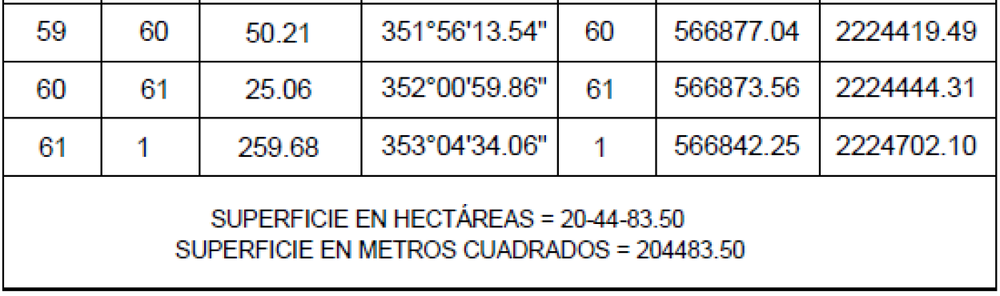 59 60 50.21 351°56'13.54" 60 566877.04 2224419.49
60 61 25.06 352°00'59.86" 61 566873.56 2224444.31
61 1 259.68 353°04'34.06" 1 566842.25 2224702.10
SUPERFICIE EN HECTÁREAS = 20-44-83.50
SUPERFICIE EN METROS CUADRADOS = 204483.50